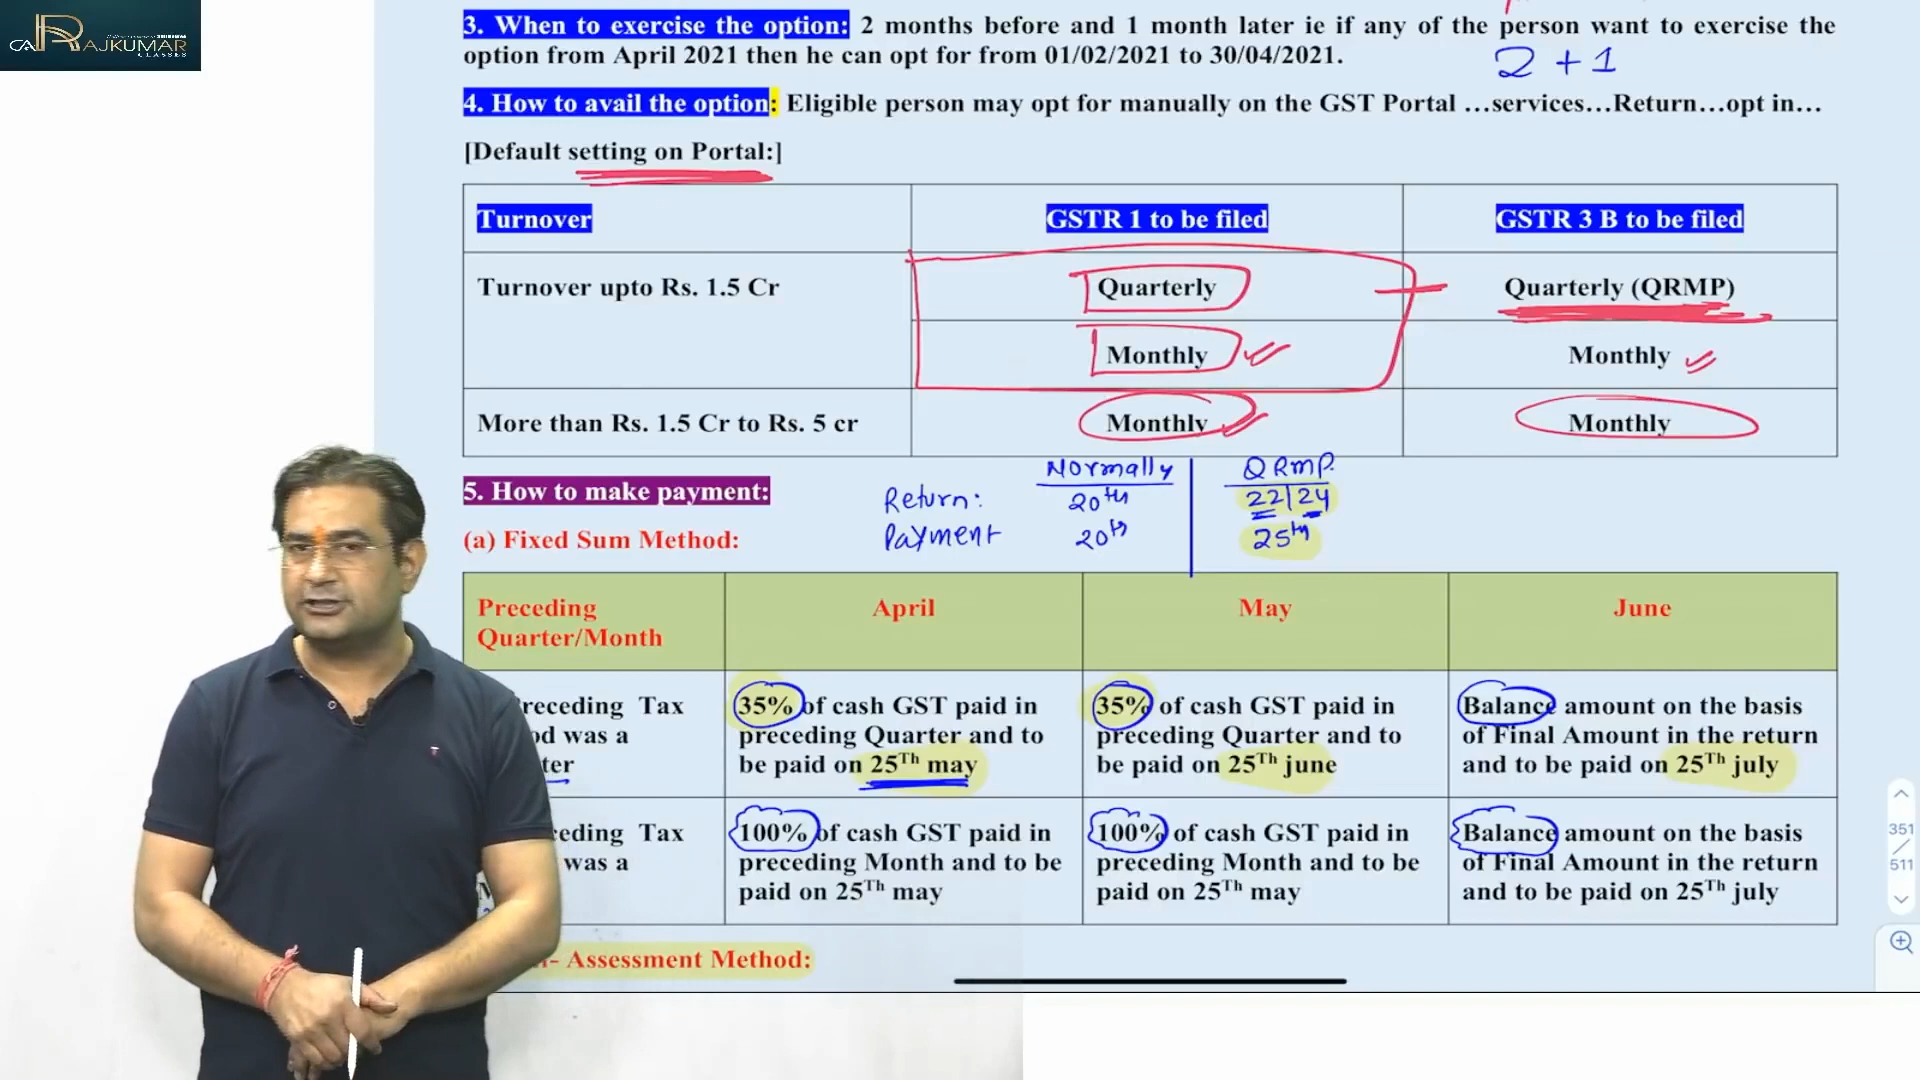 CA RAJKUMAR
CLASSES
3. When to exercise the option: 2 months before and 1 month later ie if any of the person want to exercise the
option from April 2021 then he can opt for from 01/02/2021 to 30/04/2021.
2 + 1
4. How to avail the option: Eligible person may opt for manually on the GST Portal …services…Return…opt in…
[Default setting on Portal:]
Turnover GSTR 1 to be filed GSTR 3 B to be filed
Turnover upto Rs. 1.5 Cr Quarterly Quarterly (QRMP)
Monthly Monthly
More than Rs. 1.5 Cr to Rs. 5 cr Monthly Monthly
Normally QRMP.
5. How to make payment: Return: 20th 22/24
(a) Fixed Sum Method: Payment 20th 25th
Preceding April May June
Quarter/Month
receding Tax 35% of cash GST paid in 35% of cash GST paid in Balance amount on the basis
od was a preceding Quarter and to preceding Quarter and to of Final Amount in the return
ter be paid on 25Th may be paid on 25Th june and to be paid on 25Th july
eding Tax 100% of cash GST paid in 100% of cash GST paid in Balance amount on the basis
was a preceding Month and to be preceding Month and to be of Final Amount in the return
paid on 25Th may paid on 25Th may and to be paid on 25Th july
- Assessment Method:
351
/
511